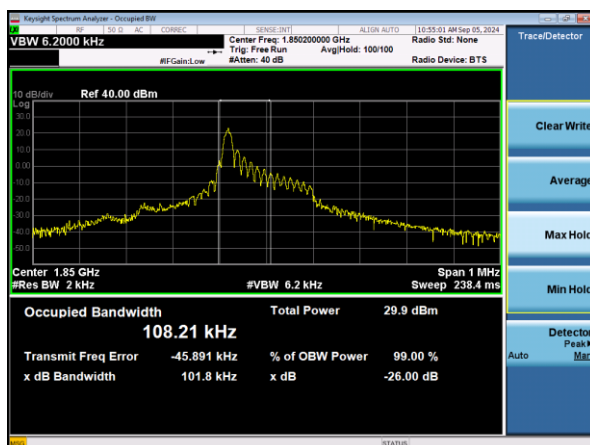 Keysight Spectrum Analyzer - Occupied BW
LR RF 50 Ω AC CORREC SENSE:INT ALIGN AUTO 10:55:01 AM Sep 05, 2024
VBW 6.2000 kHz Center Freq: 1.850200000 GHz Radio Std: None
Trig: Free Run Avg|Hold: 100/100
#IFGain:Low #Atten: 40 dB Radio Device: BTS
Trace/Detector
10 dB/div Ref 40.00 dBm
Log
30.0
20.0
10.0
0.00
-10.0
-20.0
-30.0
-40.0
-50.0
Center 1.85 GHz Span 1 MHz
#Res BW 2 kHz #VBW 6.2 kHz Sweep 238.4 ms
Clear Write
Average
Max Hold
Min Hold
Detector
Peak
Auto Man
Occupied Bandwidth Total Power 29.9 dBm
108.21 kHz
Transmit Freq Error -45.891 kHz % of OBW Power 99.00 %
x dB Bandwidth 101.8 kHz x dB -26.00 dB
MSG STATUS